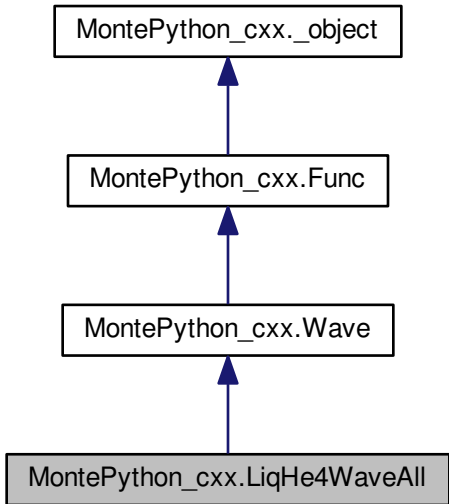 MontePython_cxx._object
MontePython_cxx.Func
MontePython_cxx.Wave
MontePython_cxx.LiqHe4WaveAll